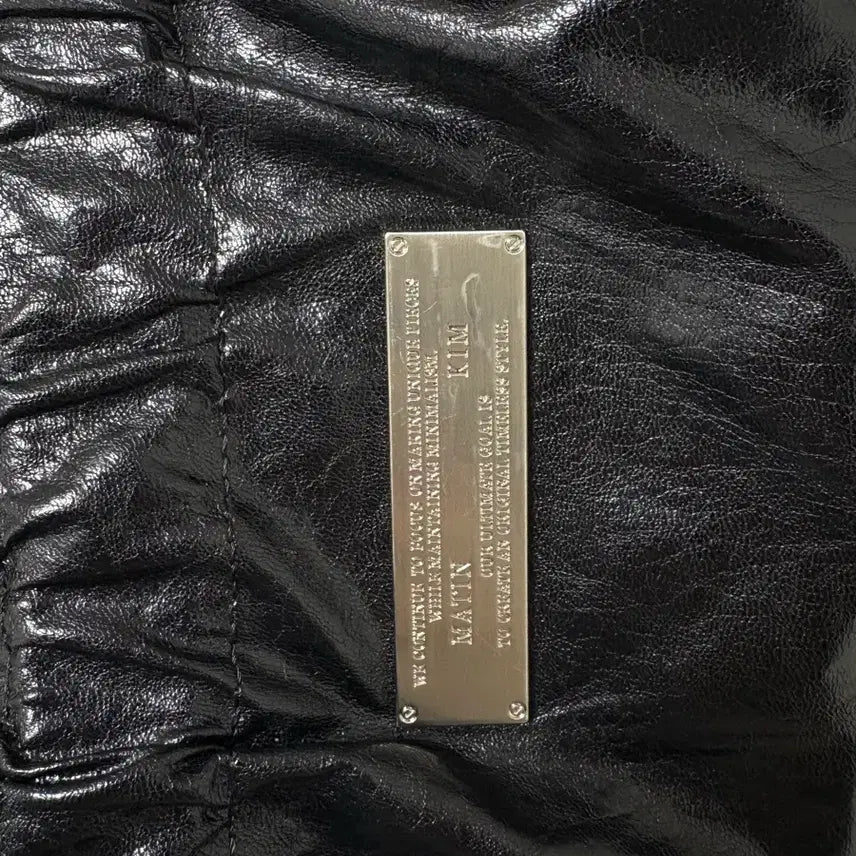 WE CONTINUE TO FOCUS ON MAKING UNIQUE PIECES
WHILE MAINTAINING MINIMALISM.
MATIN KIM
OUR ULTIMATE GOAL IS
TO CREATE AN ORIGINAL TIMELESS STYLE.